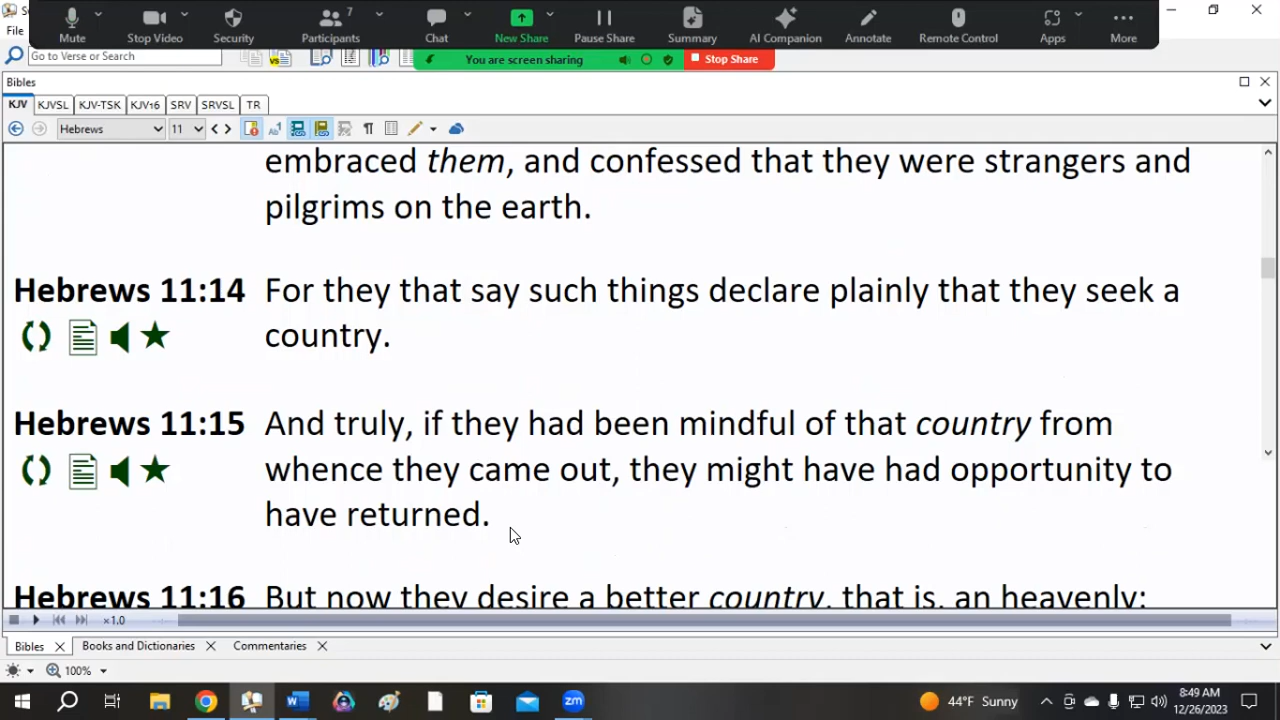 Mute
Stop Video
Security
Participants
7
Chat
New Share
Pause Share
Summary
AI Companion
Annotate
Remote Control
Apps
More
File
Go to Verse or Search
You are screen sharing
Stop Share
Bibles
KJV KJVSL KJV-TSK KJV16 SRV SRVSL TR
Hebrews 11
embraced them, and confessed that they were strangers and
pilgrims on the earth.
Hebrews 11:14 For they that say such things declare plainly that they seek a
country.
Hebrews 11:15 And truly, if they had been mindful of that country from
whence they came out, they might have had opportunity to
have returned.
Hebrews 11:16 But now they desire a better country, that is, an heavenly:
×1.0
Bibles Books and Dictionaries Commentaries
100%
44°F Sunny
8:49 AM
12/26/2023